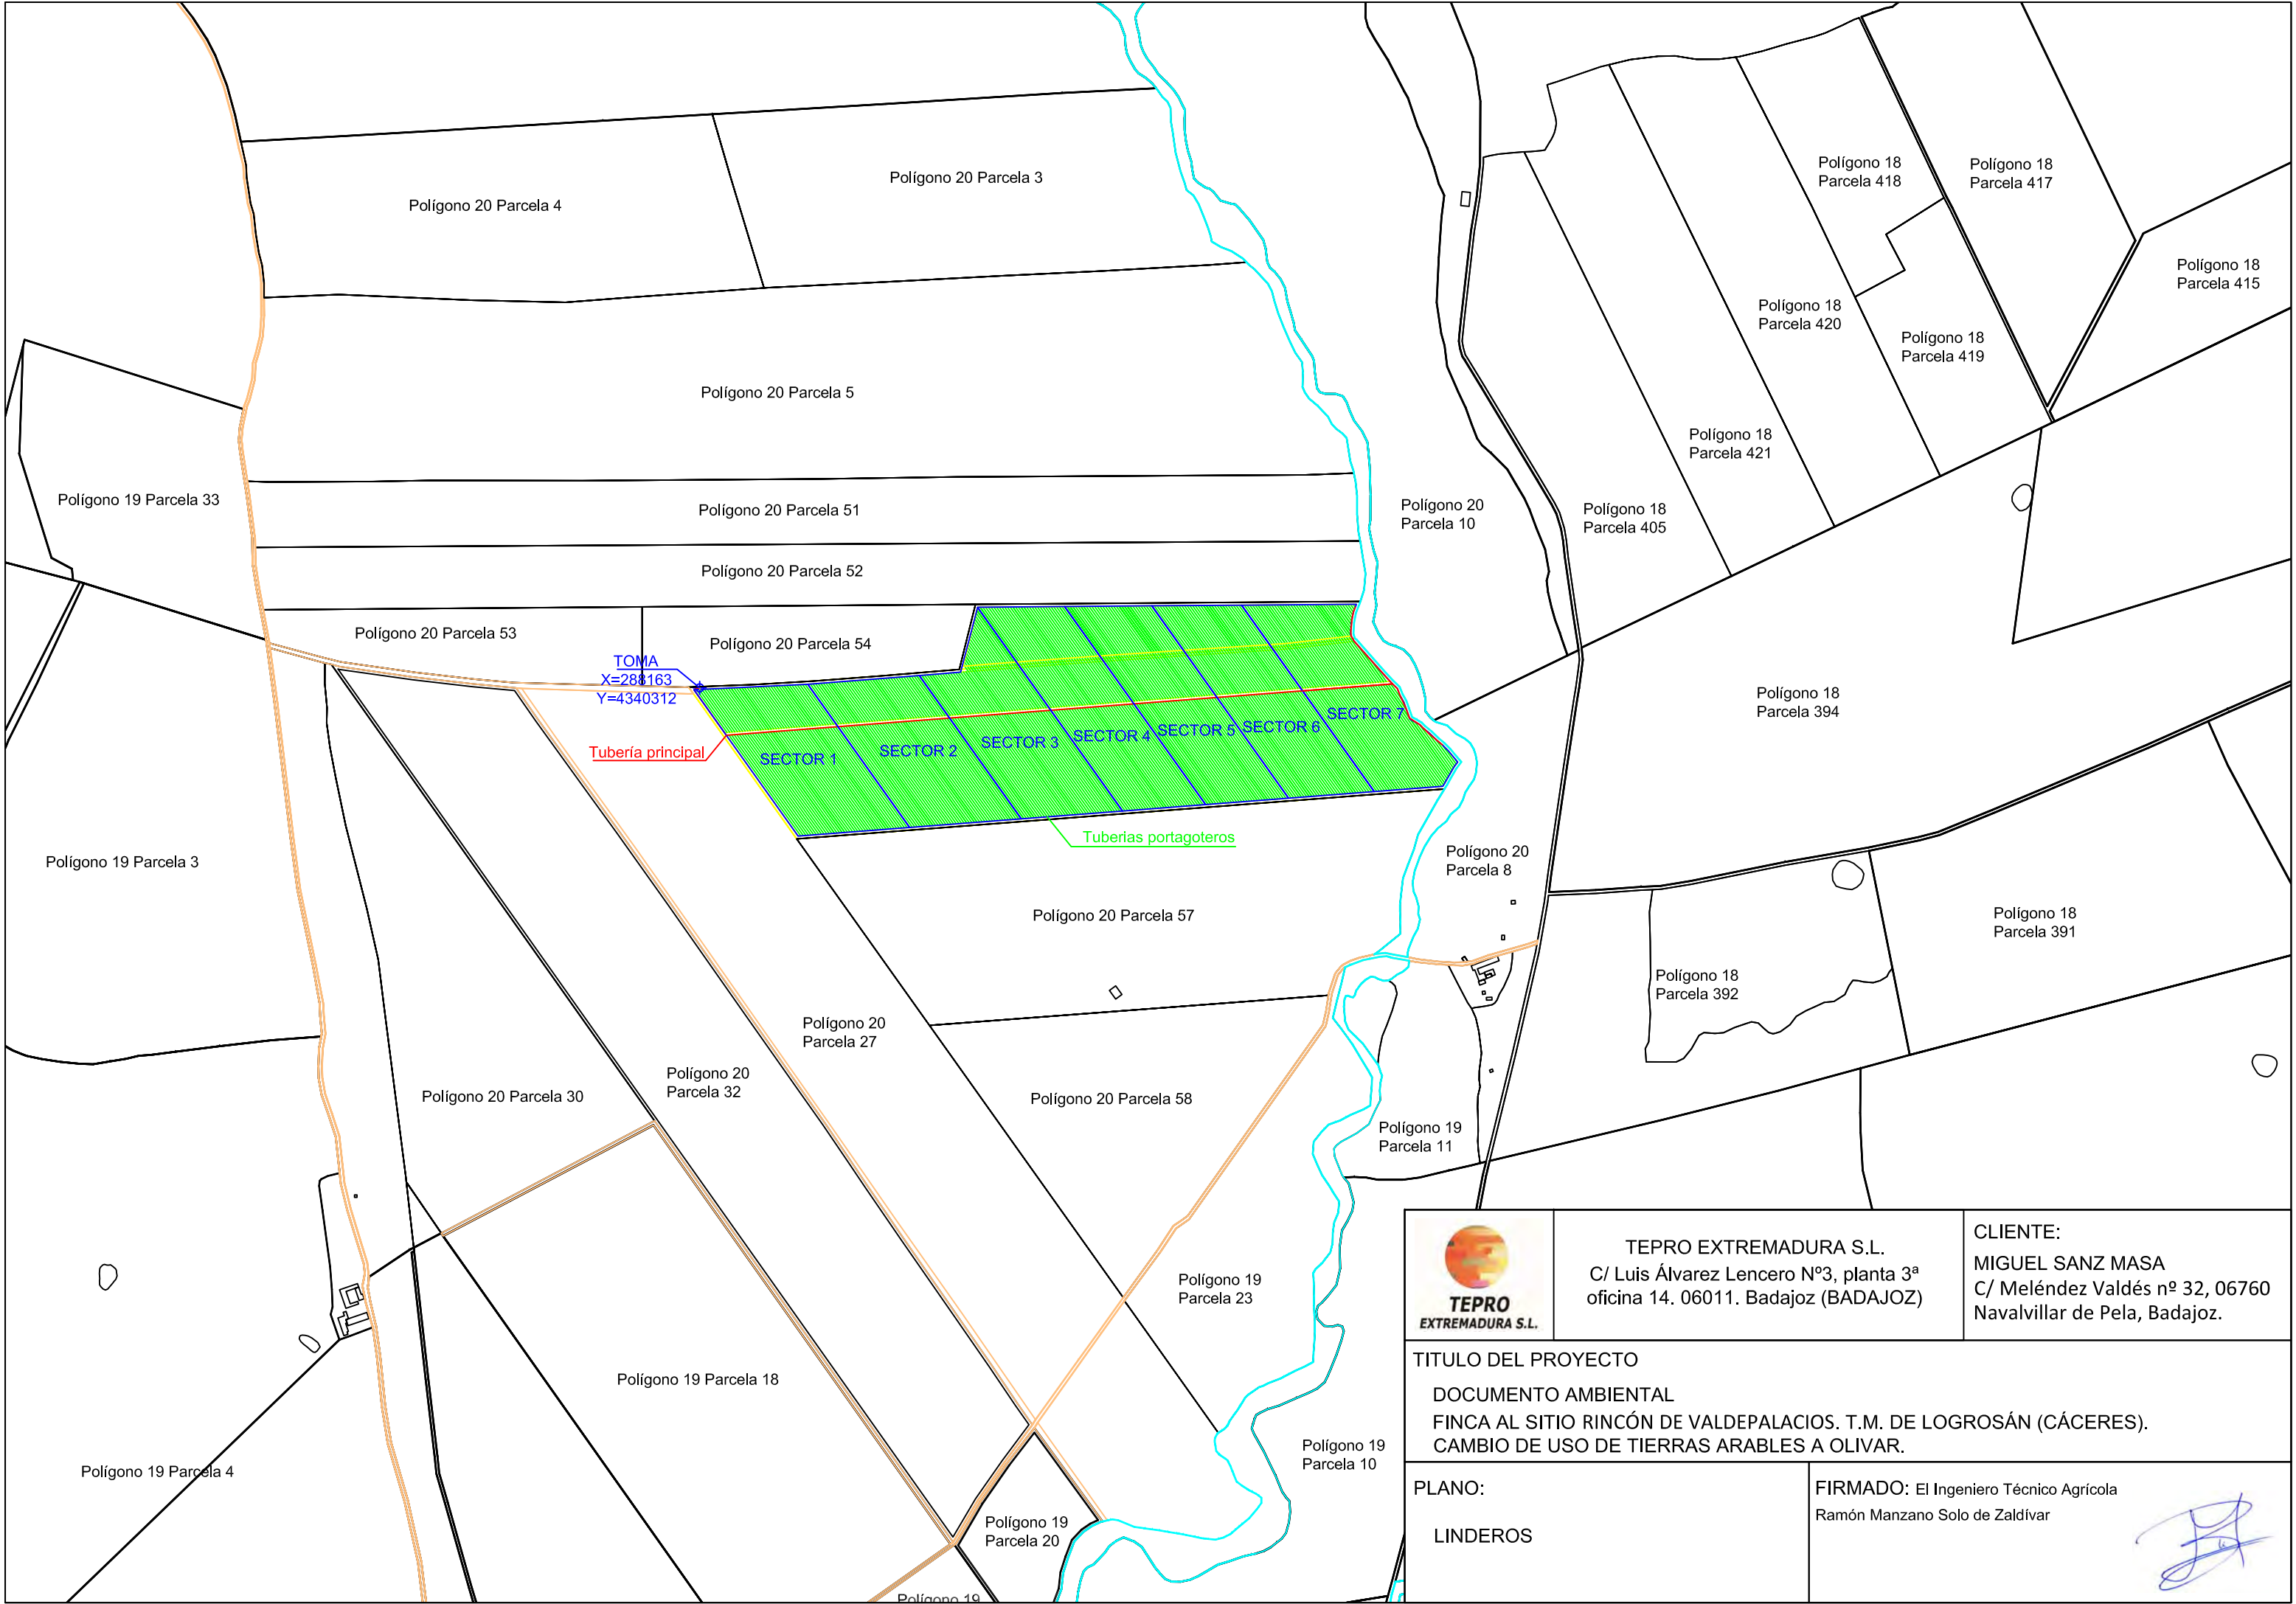 Polígono 20 Parcela 4
Polígono 20 Parcela 3
Polígono 18
Parcela 418
Polígono 18
Parcela 417
Polígono 18
Parcela 415
Polígono 18
Parcela 420
Polígono 18
Parcela 419
Polígono 20 Parcela 5
Polígono 18
Parcela 421
Polígono 19 Parcela 33
Polígono 20 Parcela 51
Polígono 20
Parcela 10
Polígono 18
Parcela 405
Polígono 20 Parcela 52
Polígono 20 Parcela 53
Polígono 20 Parcela 54
TOMA
X=288163
Y=4340312
Tubería principal
SECTOR 1
SECTOR 2
SECTOR 3
SECTOR 4
SECTOR 5
SECTOR 6
SECTOR 7
Polígono 18
Parcela 394
Tuberías portagoteros
Polígono 19 Parcela 3
Polígono 20
Parcela 8
Polígono 20 Parcela 57
Polígono 18
Parcela 391
Polígono 18
Parcela 392
Polígono 20
Parcela 27
Polígono 20
Parcela 32
Polígono 20 Parcela 30
Polígono 20 Parcela 58
Polígono 19
Parcela 11
Polígono 19
Parcela 23
Polígono 19 Parcela 18
Polígono 19
Parcela 10
Polígono 19 Parcela 4
Polígono 19
Parcela 20
Polígono 19
TEPRO
EXTREMADURA S.L.
TEPRO EXTREMADURA S.L.
C/ Luis Álvarez Lencero Nº3, planta 3ª
oficina 14. 06011. Badajoz (BADAJOZ)
CLIENTE:
MIGUEL SANZ MASA
C/ Meléndez Valdés nº 32, 06760
Navalvillar de Pela, Badajoz.
TITULO DEL PROYECTO
DOCUMENTO AMBIENTAL
FINCA AL SITIO RINCÓN DE VALDEPALACIOS. T.M. DE LOGROSÁN (CÁCERES).
CAMBIO DE USO DE TIERRAS ARABLES A OLIVAR.
PLANO:
LINDEROS
FIRMADO: El Ingeniero Técnico Agrícola
Ramón Manzano Solo de Zaldívar